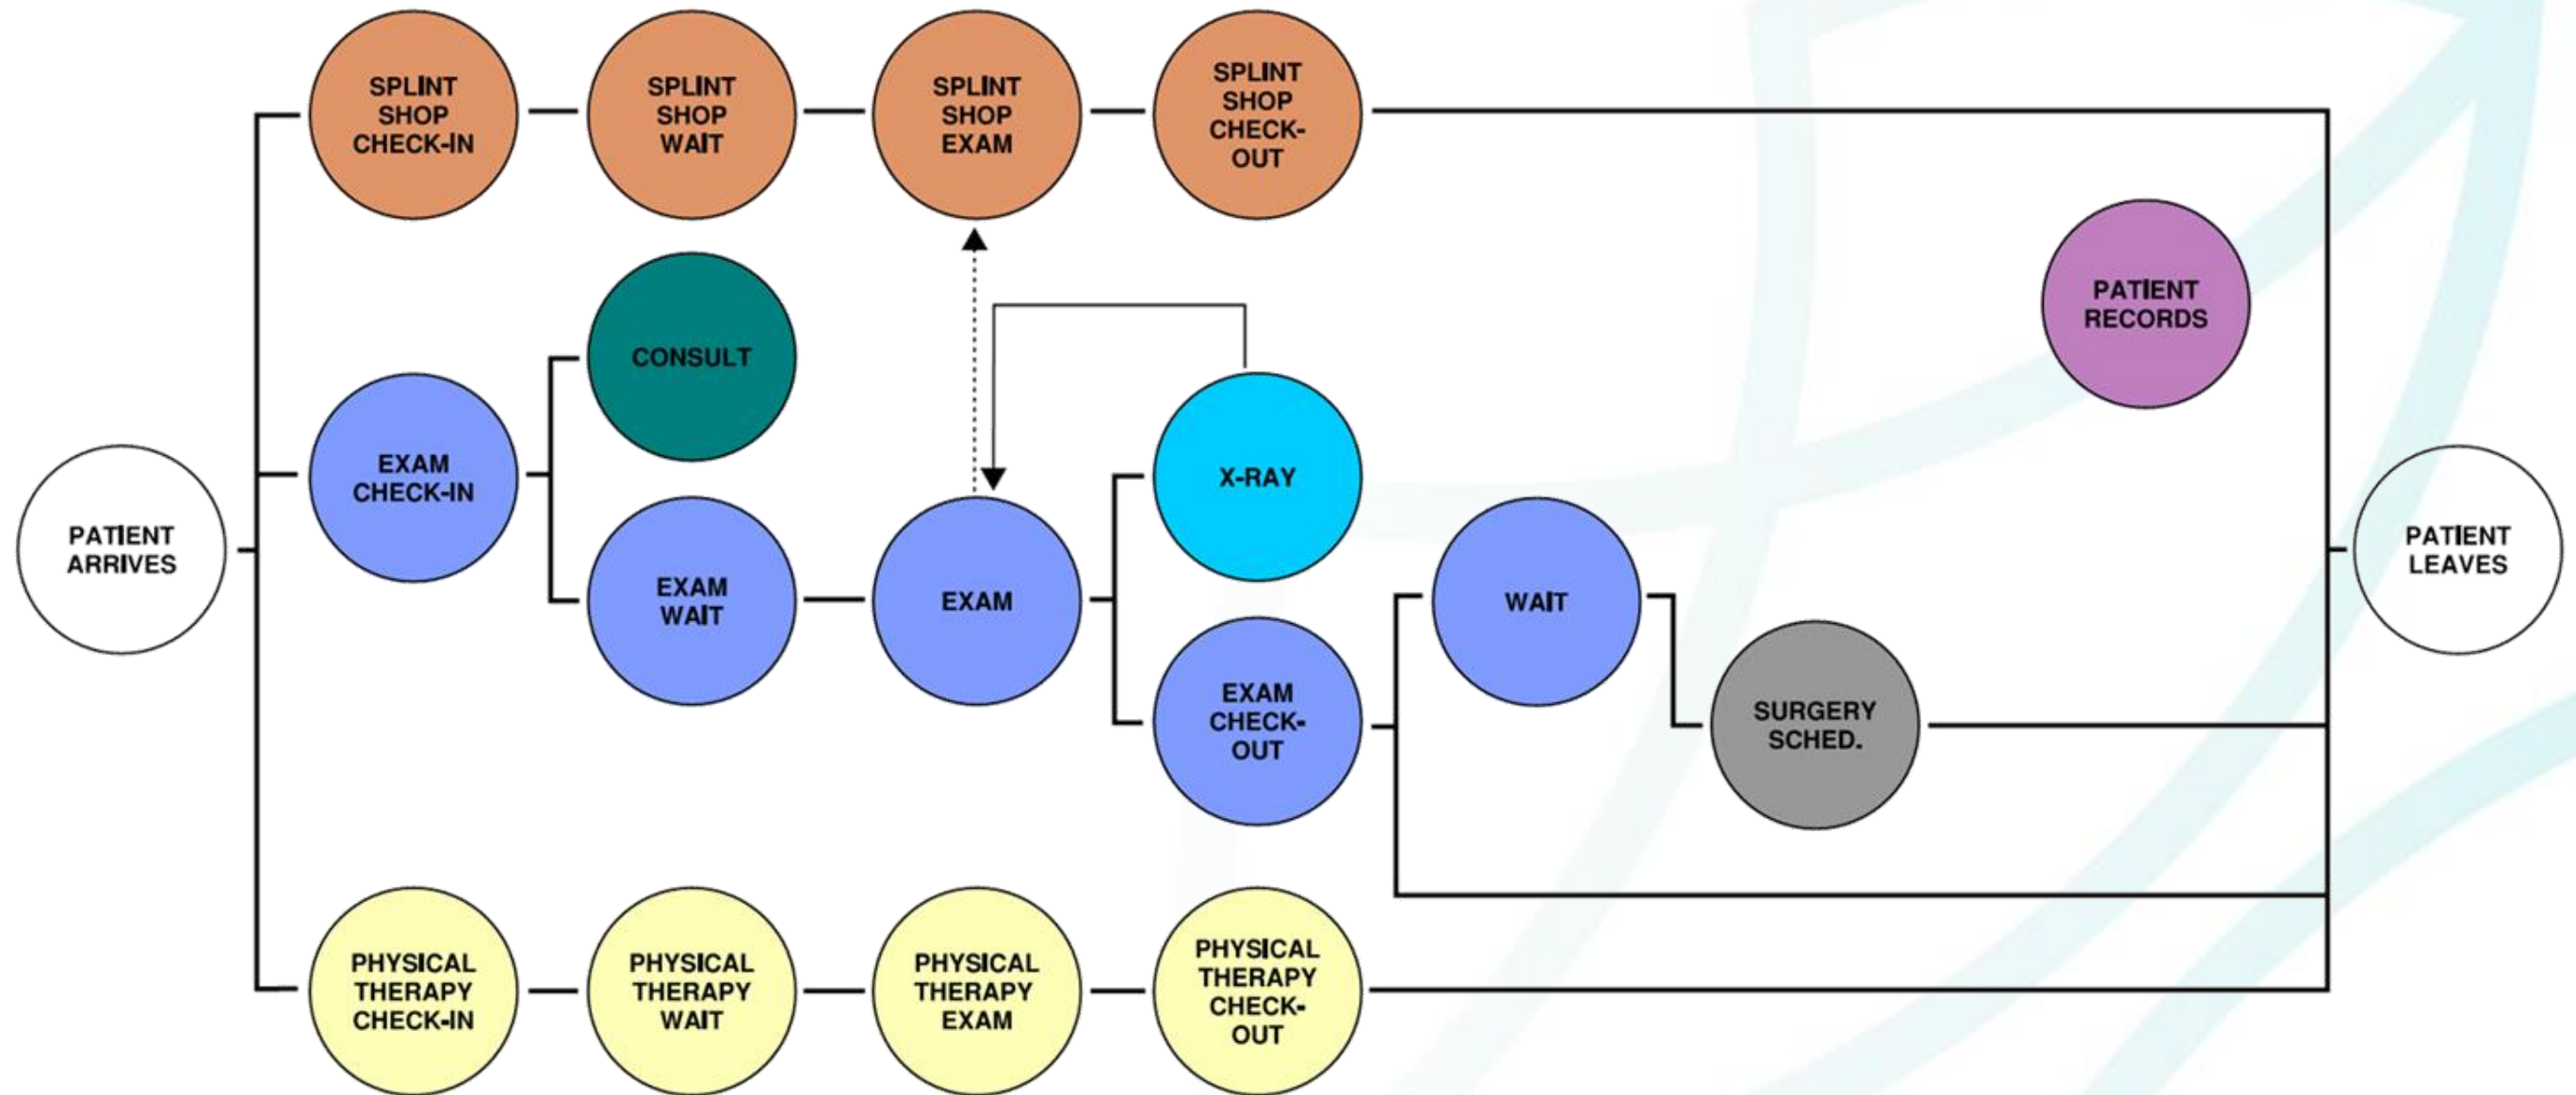 SPLINT
SHOP
CHECK-IN
SPLINT
SHOP
WAIT
SPLINT
SHOP
EXAM
SPLINT
SHOP
CHECK-
OUT
PATIENT
RECORDS
CONSULT
EXAM
CHECK-IN
X-RAY
PATIENT
ARRIVES
EXAM
WAIT
EXAM
WAIT
PATIENT
LEAVES
EXAM
CHECK-
OUT
SURGERY
SCHED.
PHYSICAL
THERAPY
CHECK-IN
PHYSICAL
THERAPY
WAIT
PHYSICAL
THERAPY
EXAM
PHYSICAL
THERAPY
CHECK-
OUT